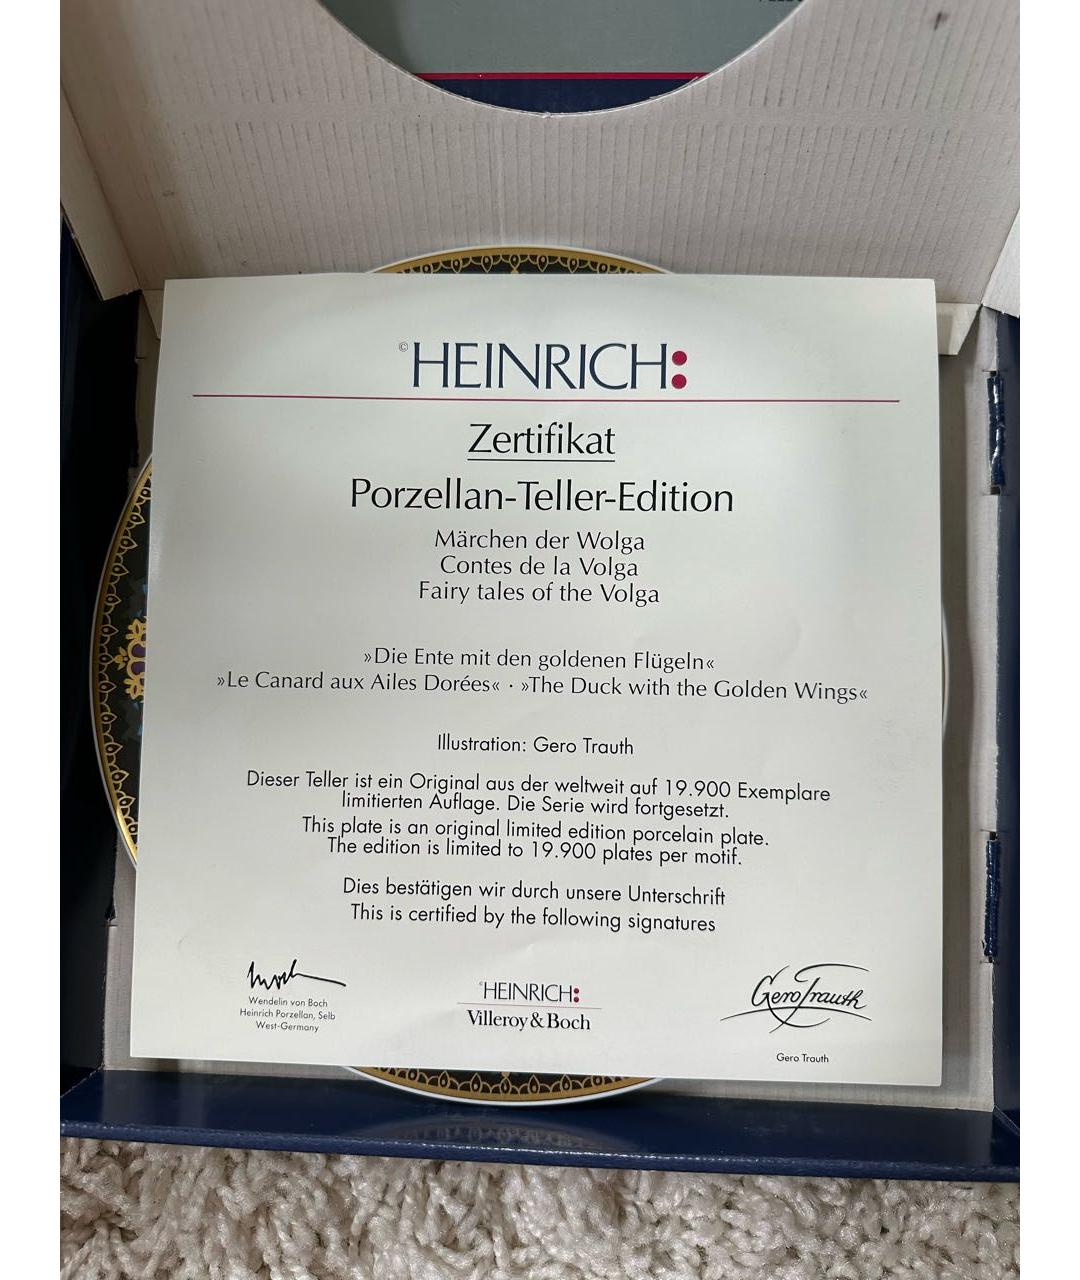 ©HEINRICH:
Zertifikat
Porzellan-Teller-Edition
Märchen der Wolga
Contes de la Volga
Fairy tales of the Volga
»Die Ente mit den goldenen Flügeln«
»Le Canard aux Ailes Dorées« · »The Duck with the Golden Wings«
Illustration: Gero Trauth
Dieser Teller ist ein Original aus der weltweit auf 19.900 Exemplare
limitierten Auflage. Die Serie wird fortgesetzt.
This plate is an original limited edition porcelain plate.
The edition is limited to 19.900 plates per motif.
Dies bestätigen wir durch unsere Unterschrift
This is certified by the following signatures
Wendelin von Boch
Heinrich Porzellan, Selb
West-Germany
©HEINRICH:
Villeroy & Boch
Gero Trauth
Gero Trauth